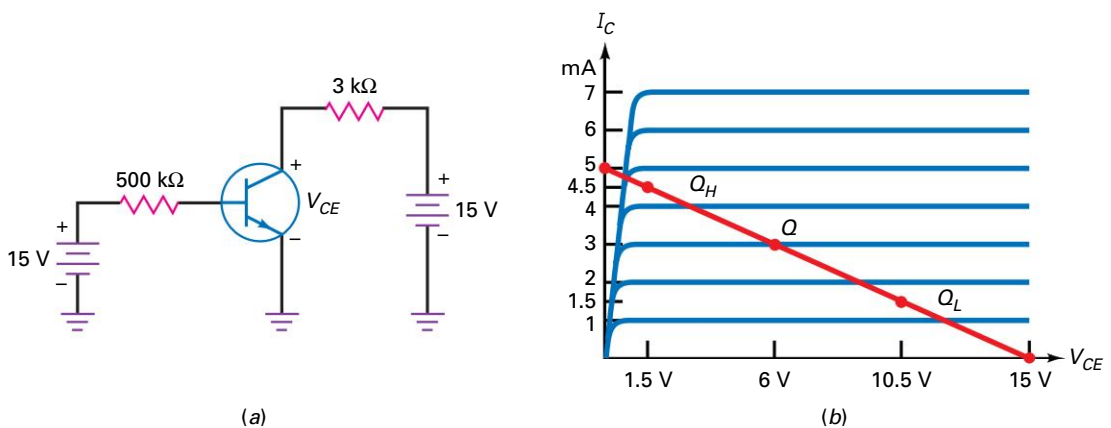 3 kΩ
500 kΩ
+
V_CE
–
+
15 V
–
+
15 V
–
(a)
I_C
mA
7
6
5
4.5
4
3
2
1.5
1
Q_H
Q
Q_L
1.5 V
6 V
10.5 V
15 V
V_CE
(b)